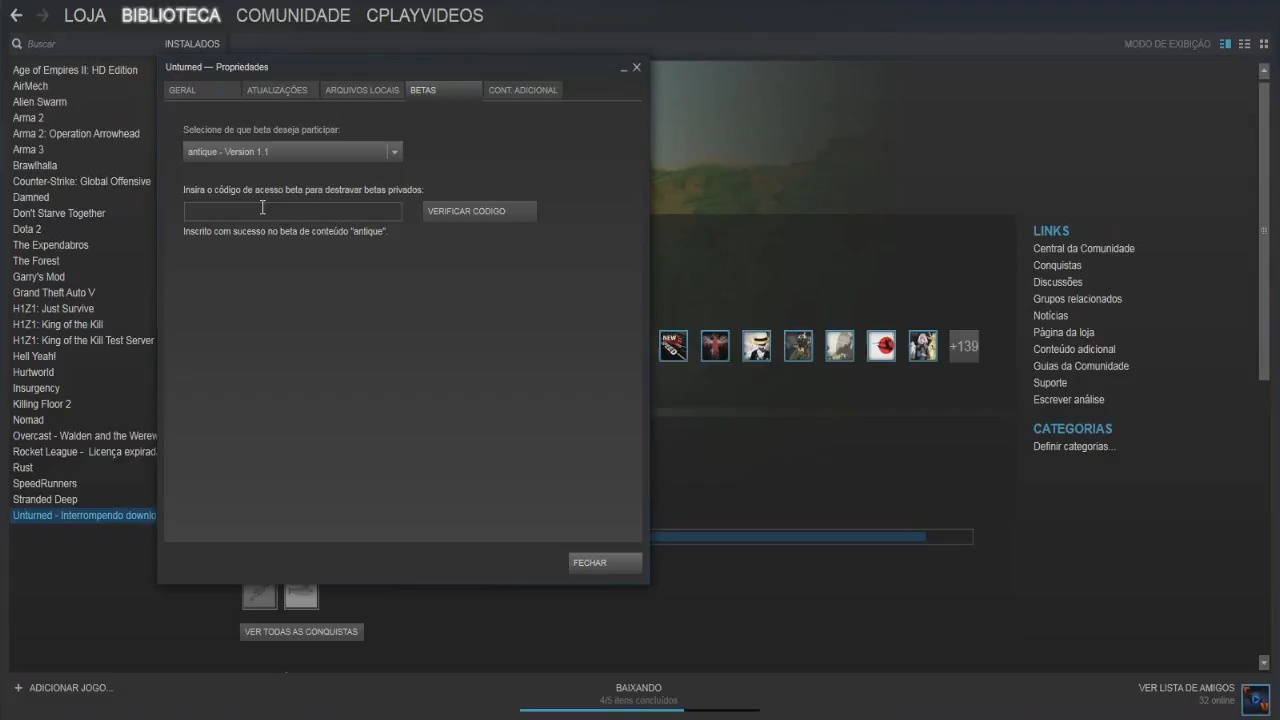 LOJA BIBLIOTECA COMUNIDADE CPLAYVIDEOS
Buscar
INSTALADOS
MODO DE EXIBIÇÃO
Age of Empires II: HD Edition
AirMech
Alien Swarm
Arma 2
Arma 2: Operation Arrowhead
Arma 3
Brawlhalla
Counter-Strike: Global Offensive
Damned
Don't Starve Together
Dota 2
The Expendabros
The Forest
Garry's Mod
Grand Theft Auto V
H1Z1: Just Survive
H1Z1: King of the Kill
H1Z1: King of the Kill Test Server
Hell Yeah!
Hurtworld
Insurgency
Killing Floor 2
Nomad
Overcast - Walden and the Werew
Rocket League - Licença expirad
Rust
SpeedRunners
Stranded Deep
Unturned - Interrompendo downlo
Unturned — Propriedades
GERAL ATUALIZAÇÕES ARQUIVOS LOCAIS BETAS CONT. ADICIONAL
Selecione de que beta deseja participar:
antique - Version 1.1
Insira o código de acesso beta para destravar betas privados:
VERIFICAR CÓDIGO
Inscrito com sucesso no beta de conteúdo "antique".
FECHAR
NEW
+139
LINKS
Central da Comunidade
Conquistas
Discussões
Grupos relacionados
Notícias
Página da loja
Conteúdo adicional
Guias da Comunidade
Suporte
Escrever análise
CATEGORIAS
Definir categorias...
VER TODAS AS CONQUISTAS
+ ADICIONAR JOGO...
BAIXANDO
4/5 itens concluídos
VER LISTA DE AMIGOS
32 online